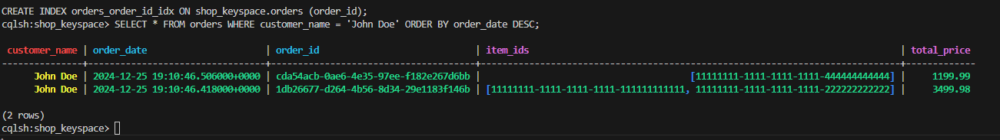 CREATE INDEX orders_order_id_idx ON shop_keyspace.orders (order_id);
cqlsh:shop_keyspace> SELECT * FROM orders WHERE customer_name = 'John Doe' ORDER BY order_date DESC;
customer_name | order_date | order_id | item_ids | total_price
---------------+---------------------------------+--------------------------------------+------------------------------------------------------------------------------+-------------
John Doe | 2024-12-25 19:10:46.506000+0000 | cda54acb-0ae6-4e35-97ee-f182e267d6bb | [11111111-1111-1111-1111-444444444444] | 1199.99
John Doe | 2024-12-25 19:10:46.418000+0000 | 1db26677-d264-4b56-8d34-29e1183f146b | [11111111-1111-1111-1111-111111111111, 11111111-1111-1111-1111-222222222222] | 3499.98
(2 rows)
cqlsh:shop_keyspace>